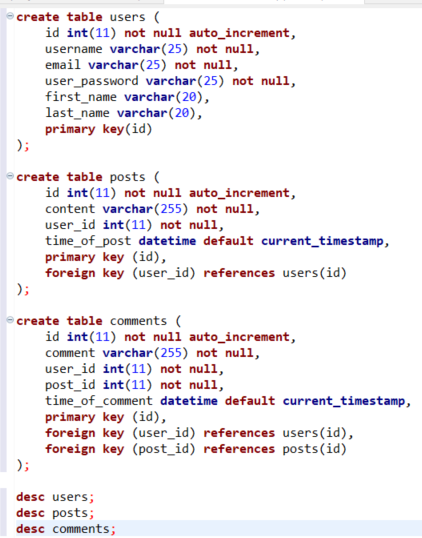 create table users (
id int(11) not null auto_increment,
username varchar(25) not null,
email varchar(25) not null,
user_password varchar(25) not null,
first_name varchar(20),
last_name varchar(20),
primary key(id)
);
create table posts (
id int(11) not null auto_increment,
content varchar(255) not null,
user_id int(11) not null,
time_of_post datetime default current_timestamp,
primary key (id),
foreign key (user_id) references users(id)
);
create table comments (
id int(11) not null auto_increment,
comment varchar(255) not null,
user_id int(11) not null,
post_id int(11) not null,
time_of_comment datetime default current_timestamp,
primary key (id),
foreign key (user_id) references users(id),
foreign key (post_id) references posts(id)
);
desc users;
desc posts;
desc comments;